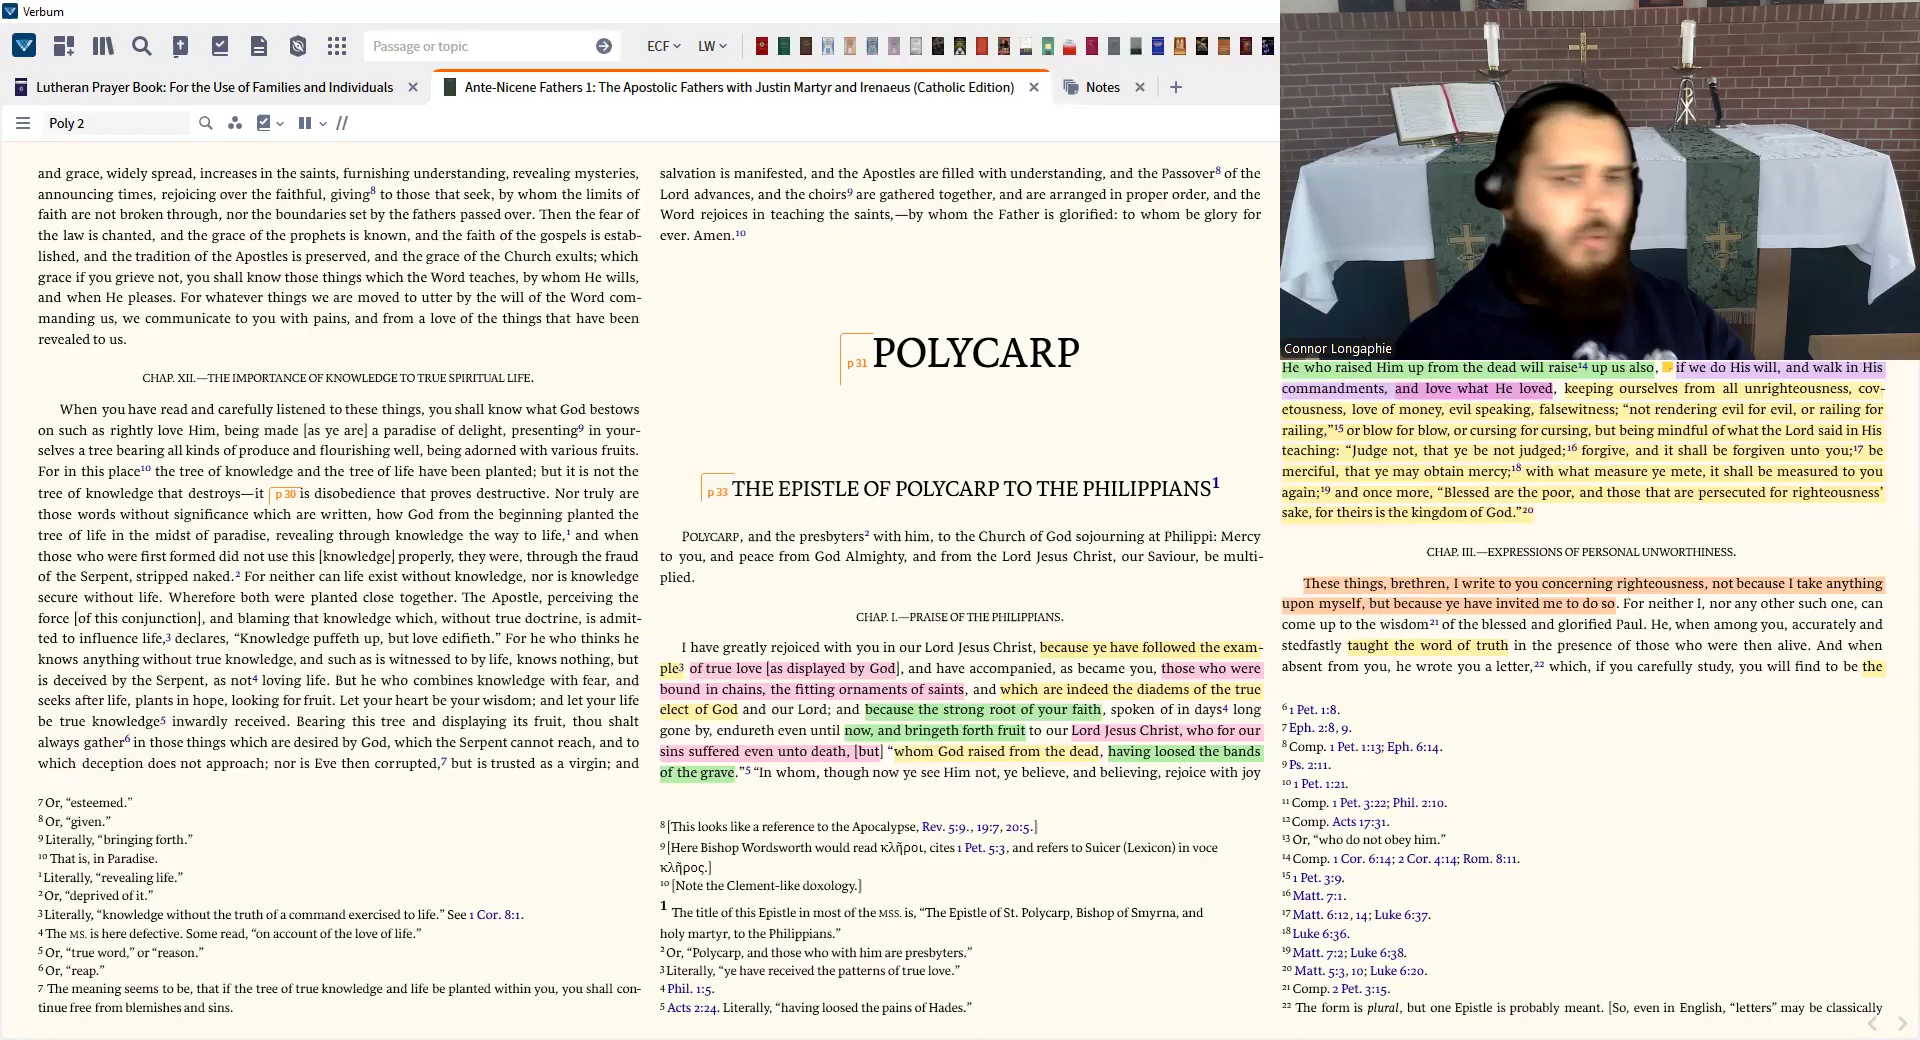 Verbum
Passage or topic
ECF
LW
Lutheran Prayer Book: For the Use of Families and Individuals
Ante-Nicene Fathers 1: The Apostolic Fathers with Justin Martyr and Irenaeus (Catholic Edition)
Notes
Poly 2
and grace, widely spread, increases in the saints, furnishing understanding, revealing mysteries,
announcing times, rejoicing over the faithful, giving8 to those that seek, by whom the limits of
faith are not broken through, nor the boundaries set by the fathers passed over. Then the fear of
the law is chanted, and the grace of the prophets is known, and the faith of the gospels is estab-
lished, and the tradition of the Apostles is preserved, and the grace of the Church exults; which
grace if you grieve not, you shall know those things which the Word teaches, by whom He wills,
and when He pleases. For whatever things we are moved to utter by the will of the Word com-
manding us, we communicate to you with pains, and from a love of the things that have been
revealed to us.
CHAP. XII.—THE IMPORTANCE OF KNOWLEDGE TO TRUE SPIRITUAL LIFE.
When you have read and carefully listened to these things, you shall know what God bestows
on such as rightly love Him, being made [as ye are] a paradise of delight, presenting9 in your-
selves a tree bearing all kinds of produce and flourishing well, being adorned with various fruits.
For in this place10 the tree of knowledge and the tree of life have been planted; but it is not the
tree of knowledge that destroys—it p 30 is disobedience that proves destructive. Nor truly are
those words without significance which are written, how God from the beginning planted the
tree of life in the midst of paradise, revealing through knowledge the way to life,1 and when
those who were first formed did not use this [knowledge] properly, they were, through the fraud
of the Serpent, stripped naked.2 For neither can life exist without knowledge, nor is knowledge
secure without life. Wherefore both were planted close together. The Apostle, perceiving the
force [of this conjunction], and blaming that knowledge which, without true doctrine, is admit-
ted to influence life,3 declares, “Knowledge puffeth up, but love edifieth.” For he who thinks he
knows anything without true knowledge, and such as is witnessed to by life, knows nothing, but
is deceived by the Serpent, as not4 loving life. But he who combines knowledge with fear, and
seeks after life, plants in hope, looking for fruit. Let your heart be your wisdom; and let your life
be true knowledge5 inwardly received. Bearing this tree and displaying its fruit, thou shalt
always gather6 in those things which are desired by God, which the Serpent cannot reach, and to
which deception does not approach; nor is Eve then corrupted,7 but is trusted as a virgin; and
7 Or, “esteemed.”
8 Or, “given.”
9 Literally, “bringing forth.”
10 That is, in Paradise.
1 Literally, “revealing life.”
2 Or, “deprived of it.”
3 Literally, “knowledge without the truth of a command exercised to life.” See 1 Cor. 8:1.
4 The MS. is here defective. Some read, “on account of the love of life.”
5 Or, “true word,” or “reason.”
6 Or, “reap.”
7 The meaning seems to be, that if the tree of true knowledge and life be planted within you, you shall con-
tinue free from blemishes and sins.
salvation is manifested, and the Apostles are filled with understanding, and the Passover8 of the
Lord advances, and the choirs9 are gathered together, and are arranged in proper order, and the
Word rejoices in teaching the saints,—by whom the Father is glorified: to whom be glory for
ever. Amen.10
p 31 POLYCARP
p 33 THE EPISTLE OF POLYCARP TO THE PHILIPPIANS1
POLYCARP, and the presbyters2 with him, to the Church of God sojourning at Philippi: Mercy
to you, and peace from God Almighty, and from the Lord Jesus Christ, our Saviour, be multi-
plied.
CHAP. I.—PRAISE OF THE PHILIPPIANS.
I have greatly rejoiced with you in our Lord Jesus Christ, because ye have followed the exam-
ple3 of true love [as displayed by God], and have accompanied, as became you, those who were
bound in chains, the fitting ornaments of saints, and which are indeed the diadems of the true
elect of God and our Lord; and because the strong root of your faith, spoken of in days4 long
gone by, endureth even until now, and bringeth forth fruit to our Lord Jesus Christ, who for our
sins suffered even unto death, [but] “whom God raised from the dead, having loosed the bands
of the grave.”5 “In whom, though now ye see Him not, ye believe, and believing, rejoice with joy
8 [This looks like a reference to the Apocalypse, Rev. 5:9., 19:7, 20:5.]
9 [Here Bishop Wordsworth would read κλῆροι, cites 1 Pet. 5:3, and refers to Suicer (Lexicon) in voce
κλῆρος.]
10 [Note the Clement-like doxology.]
1 The title of this Epistle in most of the MSS. is, “The Epistle of St. Polycarp, Bishop of Smyrna, and
holy martyr, to the Philippians.”
2 Or, “Polycarp, and those who with him are presbyters.”
3 Literally, “ye have received the patterns of true love.”
4 Phil. 1:5.
5 Acts 2:24. Literally, “having loosed the pains of Hades.”
Connor Longaphie
He who raised Him up from the dead will raise14 up us also, if we do His will, and walk in His
commandments, and love what He loved, keeping ourselves from all unrighteousness, cov-
etousness, love of money, evil speaking, falsewitness; “not rendering evil for evil, or railing for
railing,”15 or blow for blow, or cursing for cursing, but being mindful of what the Lord said in His
teaching: “Judge not, that ye be not judged;16 forgive, and it shall be forgiven unto you;17 be
merciful, that ye may obtain mercy;18 with what measure ye mete, it shall be measured to you
again;19 and once more, “Blessed are the poor, and those that are persecuted for righteousness’
sake, for theirs is the kingdom of God.”20
CHAP. III.—EXPRESSIONS OF PERSONAL UNWORTHINESS.
These things, brethren, I write to you concerning righteousness, not because I take anything
upon myself, but because ye have invited me to do so. For neither I, nor any other such one, can
come up to the wisdom21 of the blessed and glorified Paul. He, when among you, accurately and
stedfastly taught the word of truth in the presence of those who were then alive. And when
absent from you, he wrote you a letter,22 which, if you carefully study, you will find to be the
6 1 Pet. 1:8.
7 Eph. 2:8, 9.
8 Comp. 1 Pet. 1:13; Eph. 6:14.
9 Ps. 2:11.
10 1 Pet. 1:21.
11 Comp. 1 Pet. 3:22; Phil. 2:10.
12 Comp. Acts 17:31.
13 Or, “who do not obey him.”
14 Comp. 1 Cor. 6:14; 2 Cor. 4:14; Rom. 8:11.
15 1 Pet. 3:9.
16 Matt. 7:1.
17 Matt. 6:12, 14; Luke 6:37.
18 Luke 6:36.
19 Matt. 7:2; Luke 6:38.
20 Matt. 5:3, 10; Luke 6:20.
21 Comp. 2 Pet. 3:15.
22 The form is plural, but one Epistle is probably meant. [So, even in English, “letters” may be classically